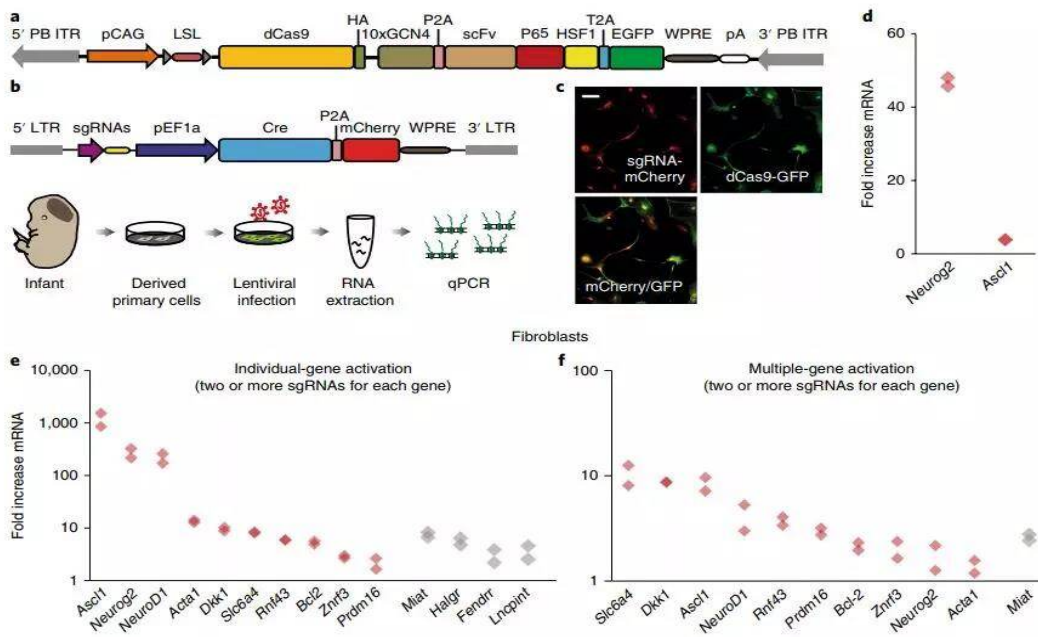 a
5′ PB ITR pCAG LSL dCas9 HA 10xGCN4 P2A scFv P65 HSF1 T2A EGFP WPRE pA 3′ PB ITR
b
5′ LTR sgRNAs pEF1a Cre P2A mCherry WPRE 3′ LTR
Infant
Derived
primary cells
Lentiviral
infection
RNA
extraction
qPCR
c
sgRNA-
mCherry
dCas9-GFP
mCherry/GFP
d
Fold increase mRNA
60
40
20
0
Neurog2
Ascl1
Fibroblasts
e
Individual-gene activation
(two or more sgRNAs for each gene)
Fold increase mRNA
10,000
1,000
100
10
1
Ascl1
Neurog2
NeuroD1
Acta1
Dkk1
Slc6a4
Rnf43
Bcl2
Znf3
Prdm16
Miat
Halgr
Fendrr
Lncpint
f
Multiple-gene activation
(two or more sgRNAs for each gene)
100
10
1
Slc6a4
Dkk1
Ascl1
NeuroD1
Rnf43
Prdm16
Bcl-2
Znf3
Neurog2
Acta1
Miat